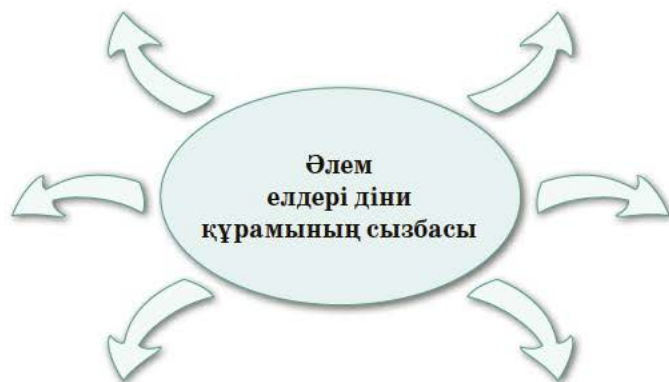 Әлем
елдері діни
құрамының сызбасы